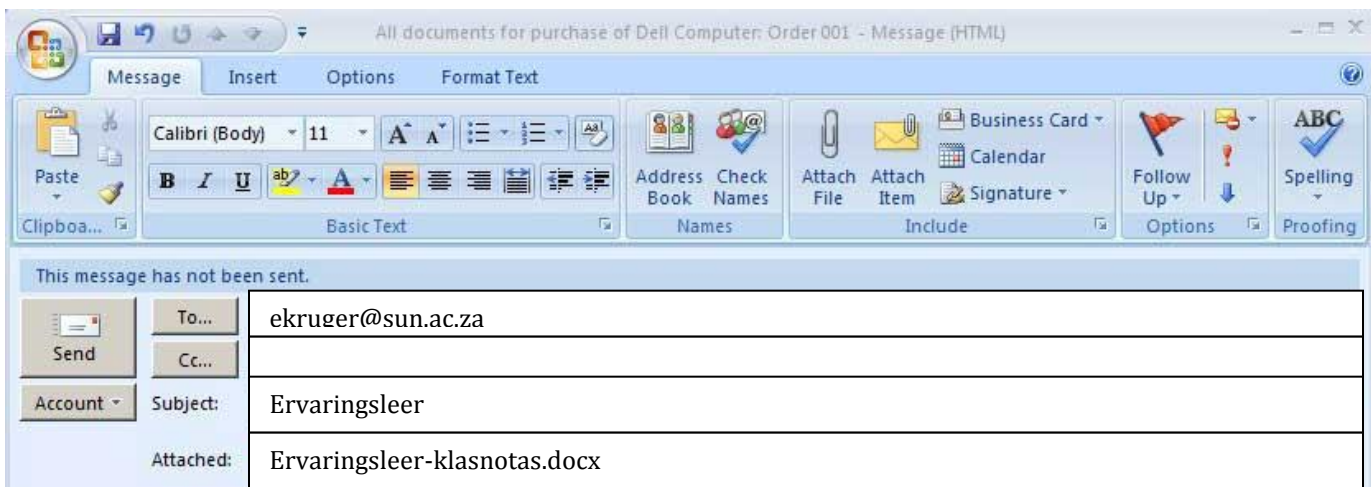 All documents for purchase of Dell Computer: Order 001 - Message (HTML)
Message Insert Options Format Text
Calibri (Body) 11 A A Aa
B I U ab A
Paste
Address Book
Check Names
Attach File
Attach Item
Business Card
Calendar
Signature
Follow Up
ABC
Spelling
Clipboa... Basic Text Names Include Options Proofing
This message has not been sent.
Send
To... ekruger@sun.ac.za
Cc...
Account Subject: Ervaringsleer
Attached: Ervaringsleer-klasnotas.docx